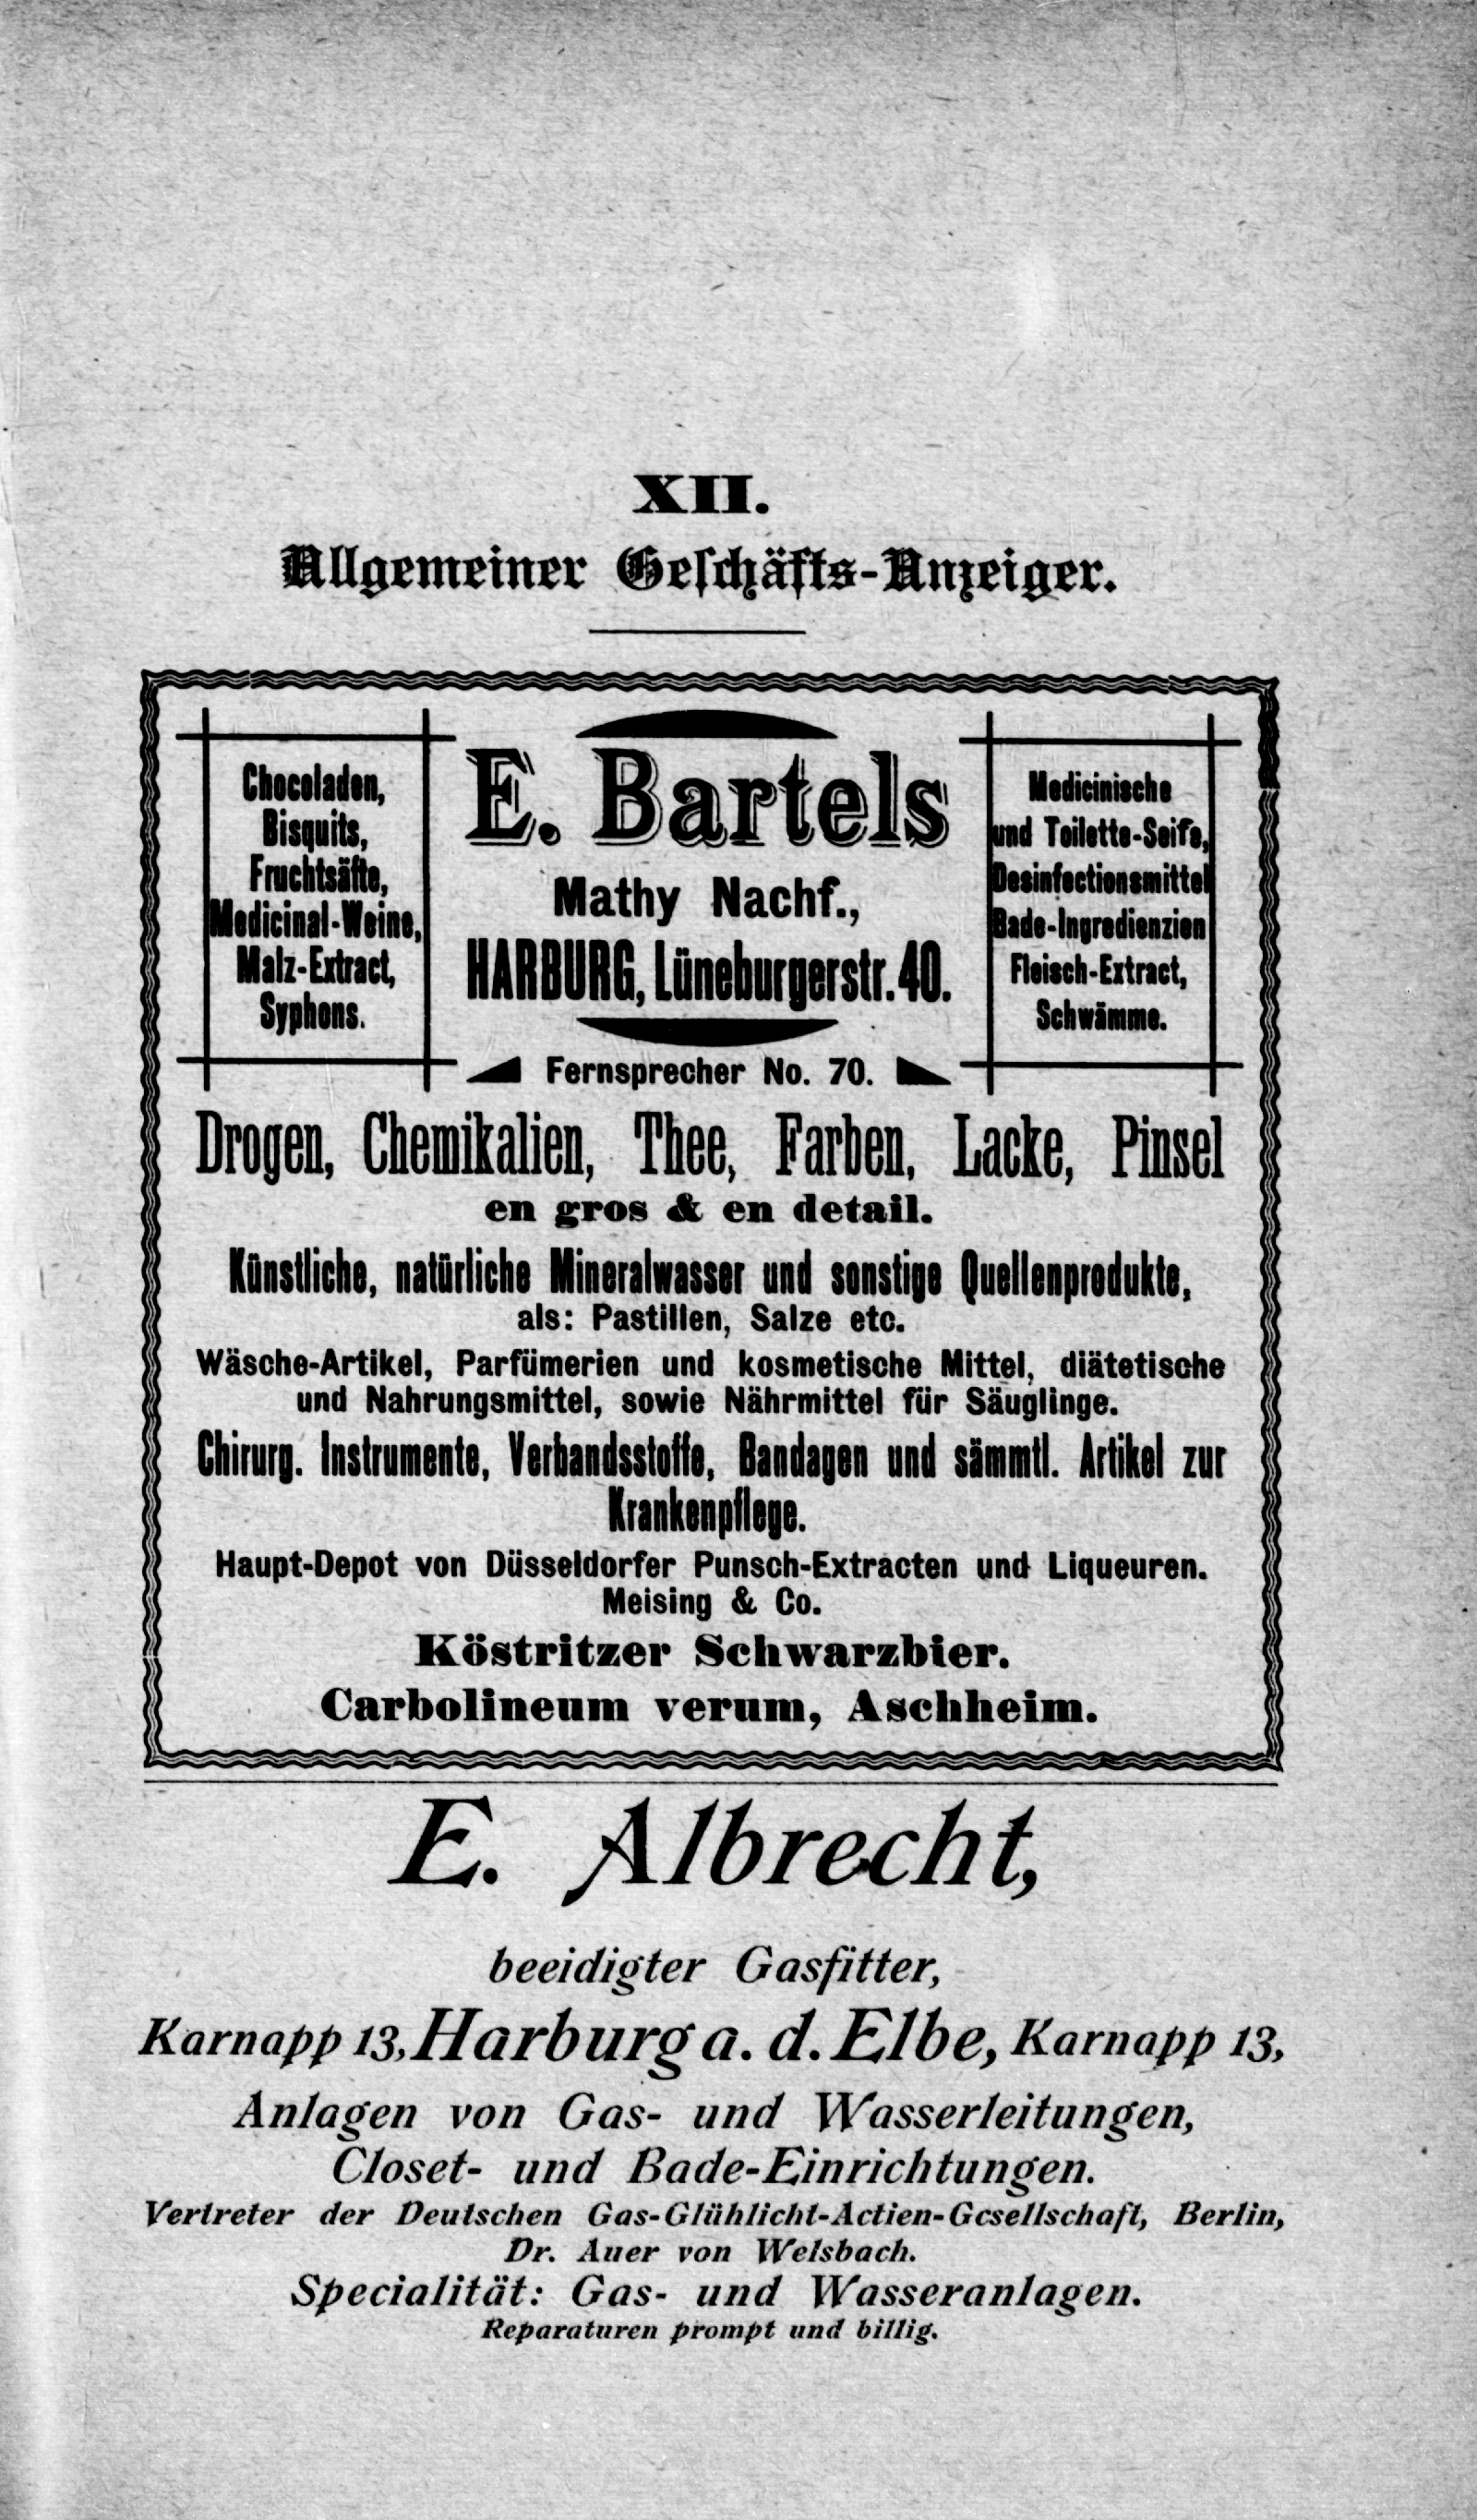 XII.
Allgemeiner Geschäfts-Anzeiger.
Chocoladen,
Bisquits,
Fruchtsäfte,
Medicinal-Weine,
Malz-Extract,
Syphons.
E. Bartels
Mathy Nachf.,
HARBURG, Lüneburgerstr. 40.
Fernsprecher No. 70.
Medicinische
und Toilette-Seife,
Desinfectionsmittel
Bade-Ingredienzien
Fleisch-Extract,
Schwämme.
Drogen, Chemikalien, Thee, Farben, Lacke, Pinsel
en gros & en detail.
Künstliche, natürliche Mineralwasser und sonstige Quellenprodukte,
als: Pastillen, Salze etc.
Wäsche-Artikel, Parfümerien und kosmetische Mittel, diätetische
und Nahrungsmittel, sowie Nährmittel für Säuglinge.
Chirurg. Instrumente, Verbandsstoffe, Bandagen und sämmtl. Artikel zur
Krankenpflege.
Haupt-Depot von Düsseldorfer Punsch-Extracten und Liqueuren.
Meising & Co.
Köstritzer Schwarzbier.
Carbolineum verum, Aschheim.
E. Albrecht,
beeidigter Gasfitter,
Karnapp 13, Harburg a. d. Elbe, Karnapp 13,
Anlagen von Gas- und Wasserleitungen,
Closet- und Bade-Einrichtungen.
Vertreter der Deutschen Gas-Glühlicht-Actien-Gesellschaft, Berlin,
Dr. Auer von Welsbach.
Specialität: Gas- und Wasseranlagen.
Reparaturen prompt und billig.